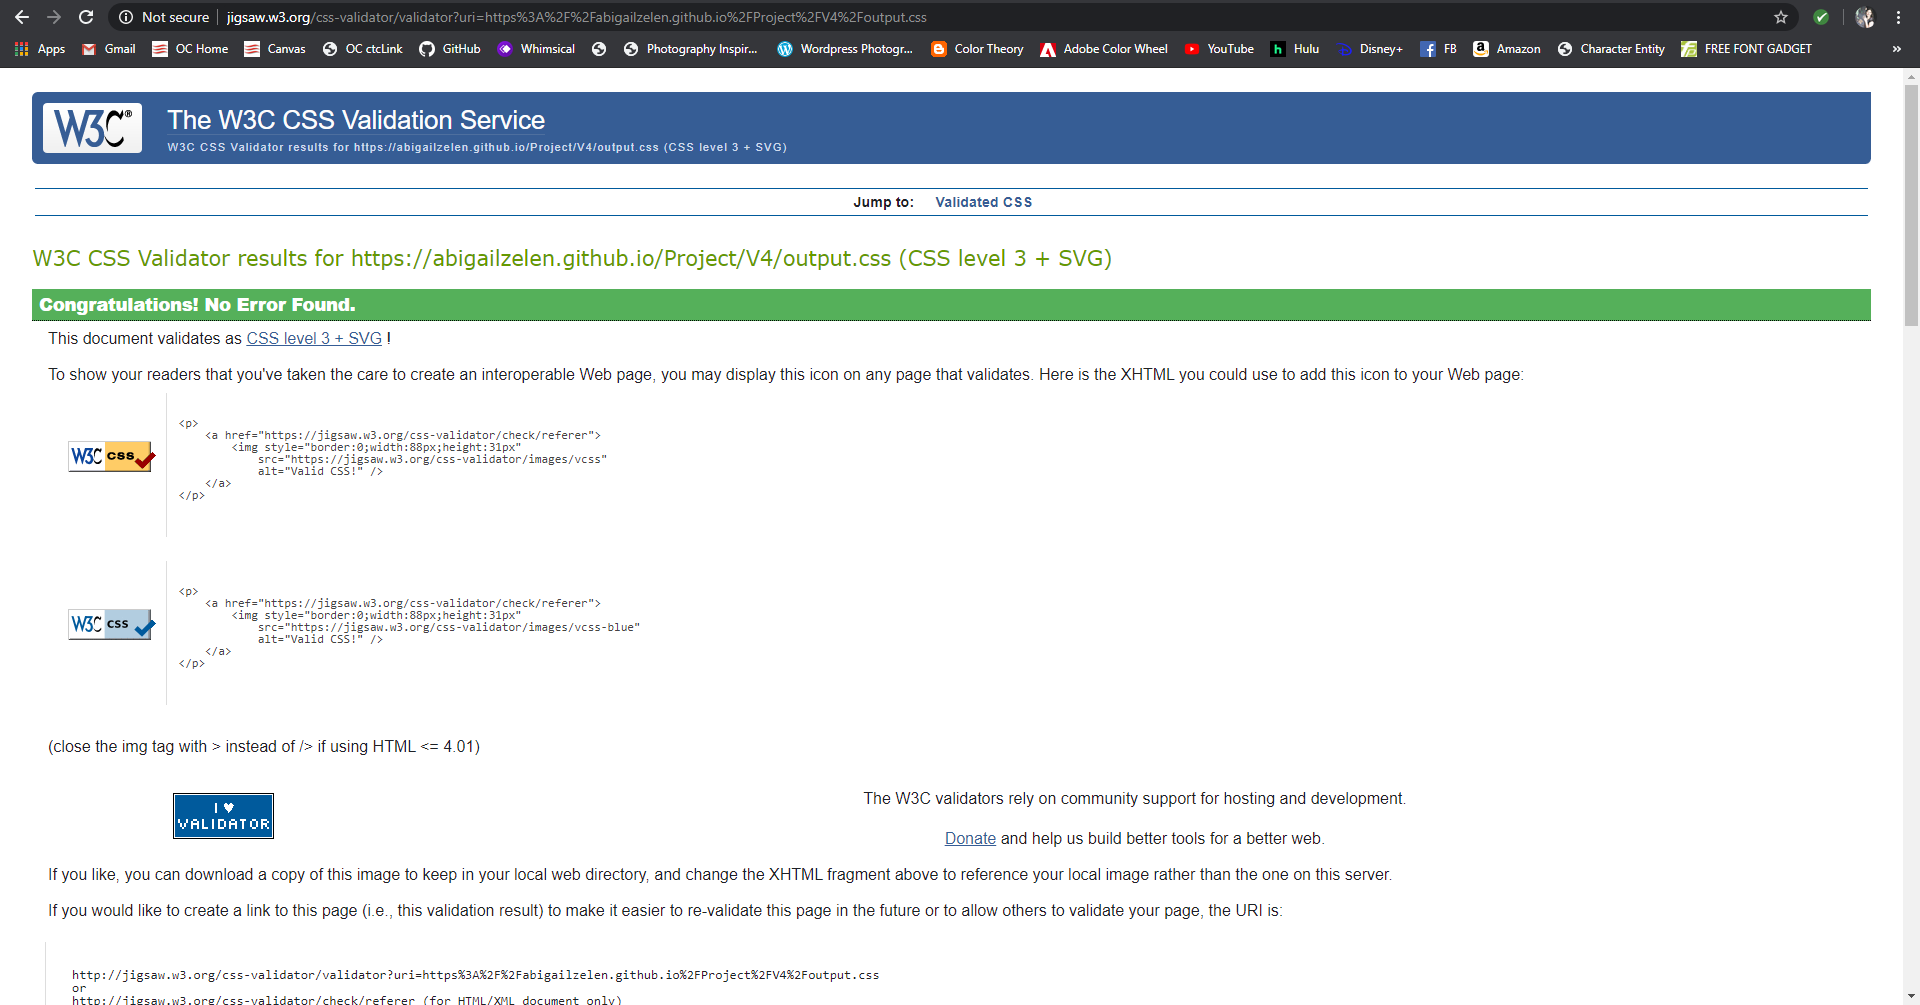 Not secure | jigsaw.w3.org/css-validator/validator?uri=https%3A%2F%2Fabigailzelen.github.io%2FProject%2FV4%2Foutput.css
Apps Gmail OC Home Canvas OC ctcLink GitHub Whimsical Photography Inspir... Wordpress Photogr... Color Theory Adobe Color Wheel YouTube Hulu Disney+ FB Amazon Character Entity FREE FONT GADGET »
W3C® The W3C CSS Validation Service
W3C CSS Validator results for https://abigailzelen.github.io/Project/V4/output.css (CSS level 3 + SVG)
Jump to: Validated CSS
W3C CSS Validator results for https://abigailzelen.github.io/Project/V4/output.css (CSS level 3 + SVG)
Congratulations! No Error Found.
This document validates as CSS level 3 + SVG !
To show your readers that you've taken the care to create an interoperable Web page, you may display this icon on any page that validates. Here is the XHTML you could use to add this icon to your Web page:
W3C css
<p>
<a href="https://jigsaw.w3.org/css-validator/check/referer">
<img style="border:0;width:88px;height:31px"
src="https://jigsaw.w3.org/css-validator/images/vcss"
alt="Valid CSS!" />
</a>
</p>
W3C css
<p>
<a href="https://jigsaw.w3.org/css-validator/check/referer">
<img style="border:0;width:88px;height:31px"
src="https://jigsaw.w3.org/css-validator/images/vcss-blue"
alt="Valid CSS!" />
</a>
</p>
(close the img tag with > instead of /> if using HTML <= 4.01)
I ♥
VALIDATOR
The W3C validators rely on community support for hosting and development.
Donate and help us build better tools for a better web.
If you like, you can download a copy of this image to keep in your local web directory, and change the XHTML fragment above to reference your local image rather than the one on this server.
If you would like to create a link to this page (i.e., this validation result) to make it easier to re-validate this page in the future or to allow others to validate your page, the URI is:
http://jigsaw.w3.org/css-validator/validator?uri=https%3A%2F%2Fabigailzelen.github.io%2FProject%2FV4%2Foutput.css
or
http://jigsaw.w3.org/css-validator/check/referer (for HTML/XML document only)